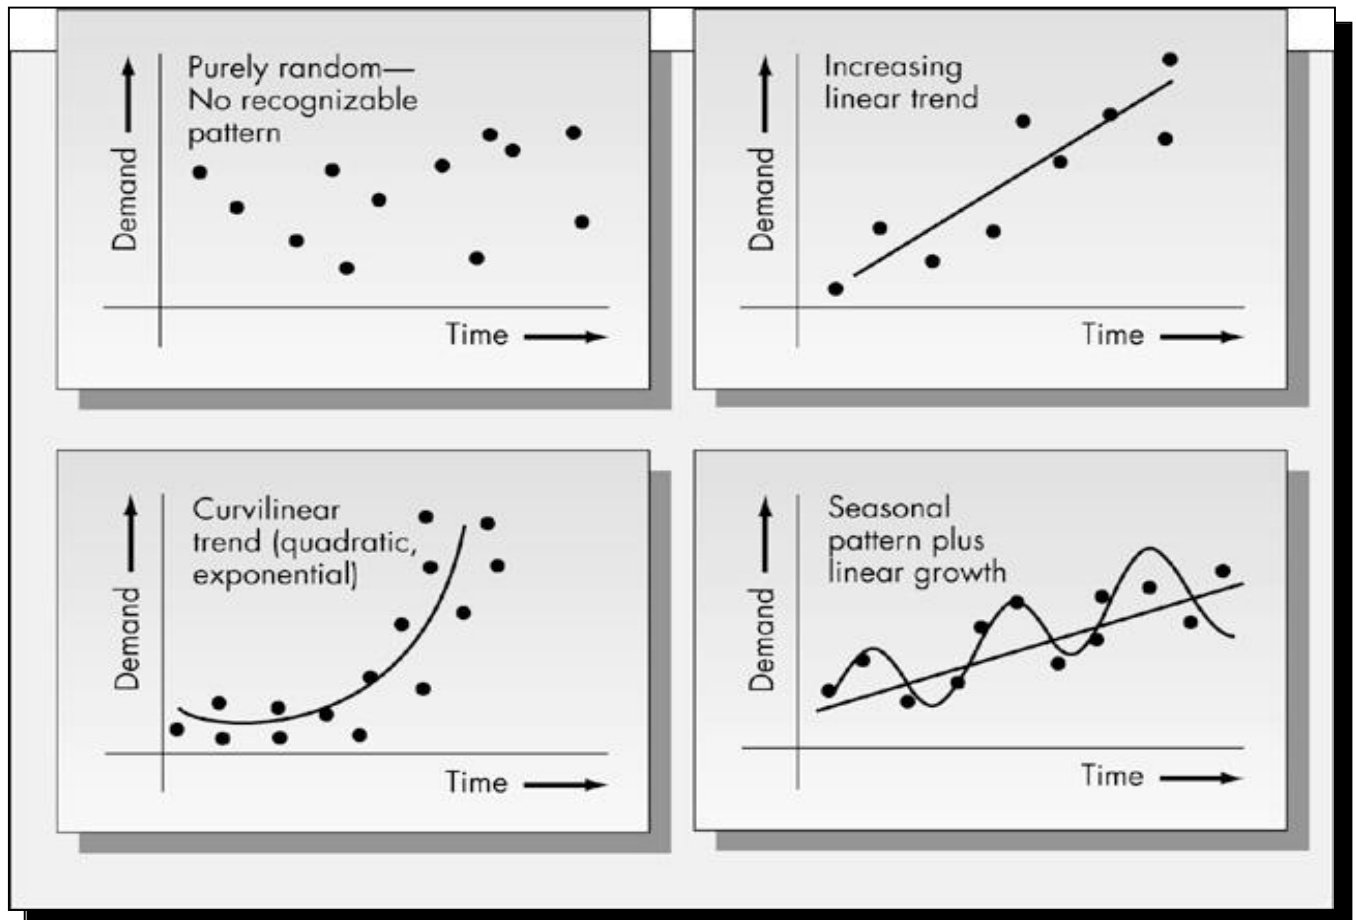 Purely random—
No recognizable
pattern
Demand
Time
Increasing
linear trend
Demand
Time
Curvilinear
trend (quadratic,
exponential)
Demand
Time
Seasonal
pattern plus
linear growth
Demand
Time